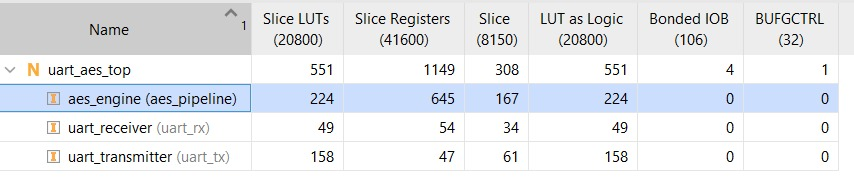 Name 1 Slice LUTs (20800) Slice Registers (41600) Slice (8150) LUT as Logic (20800) Bonded IOB (106) BUFGCTRL (32)
N uart_aes_top 551 1149 308 551 4 1
I aes_engine (aes_pipeline) 224 645 167 224 0 0
I uart_receiver (uart_rx) 49 54 34 49 0 0
I uart_transmitter (uart_tx) 158 47 61 158 0 0